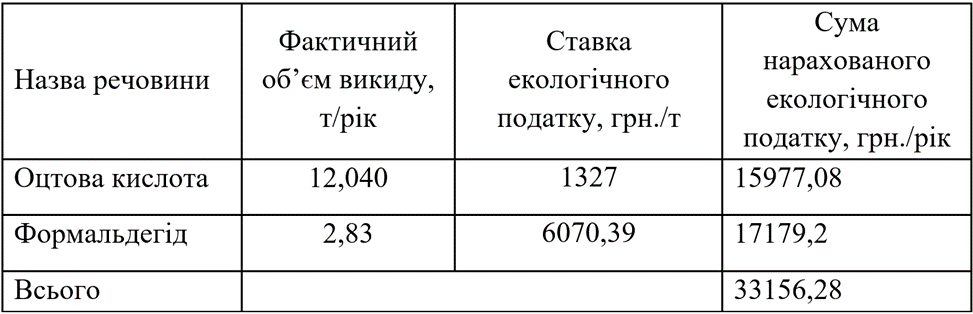 Назва речовини
Фактичний
об’єм викиду,
т/рік
Ставка
екологічного
податку, грн./т
Сума
нарахованого
екологічного
податку, грн./рік
Оцтова кислота 12,040 1327 15977,08
Формальдегід 2,83 6070,39 17179,2
Всього 33156,28